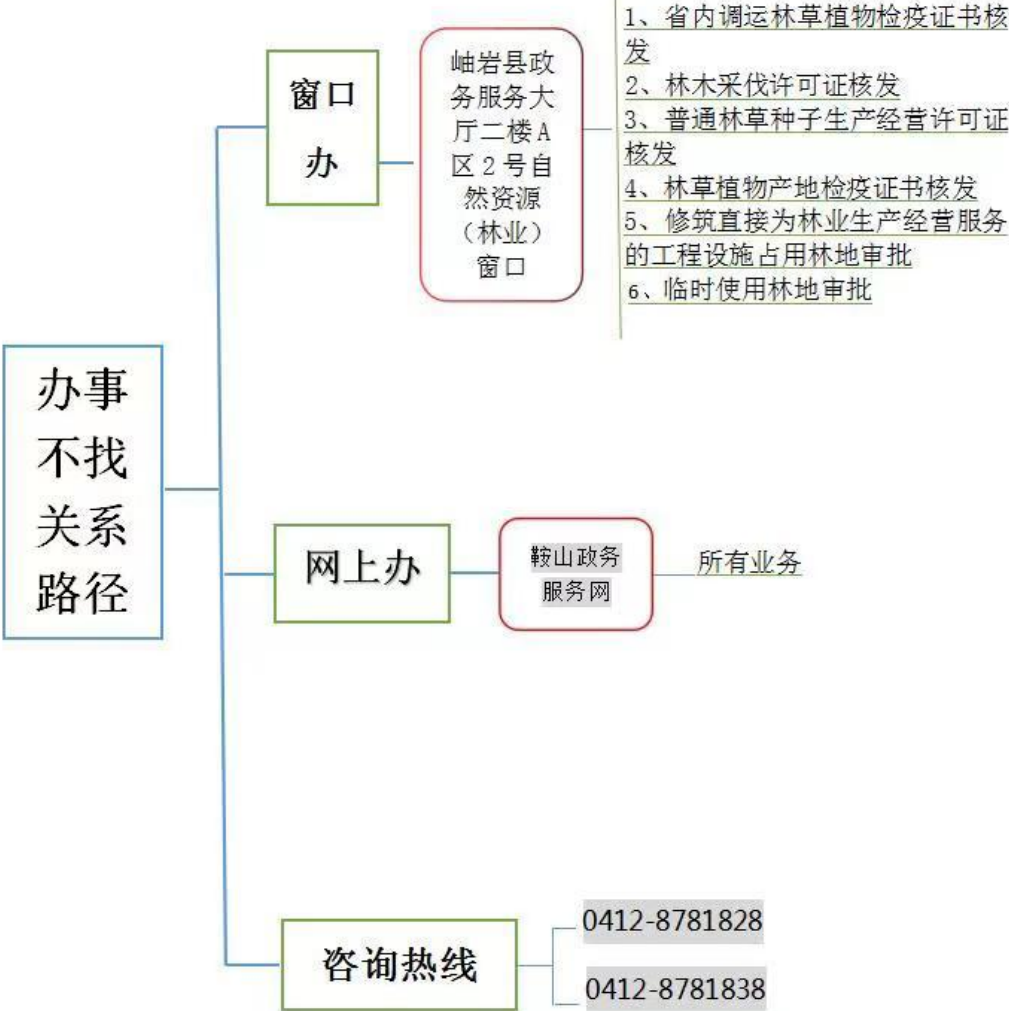 办事
不找
关系
路径
窗口
办
岫岩县政
务服务大
厅二楼A
区2号自
然资源
（林业）
窗口
1、省内调运林草植物检疫证书核
发
2、林木采伐许可证核发
3、普通林草种子生产经营许可证
核发
4、林草植物产地检疫证书核发
5、修筑直接为林业生产经营服务
的工程设施占用林地审批
6、临时使用林地审批
网上办
鞍山政务
服务网
所有业务
咨询热线
0412-8781828
0412-8781838